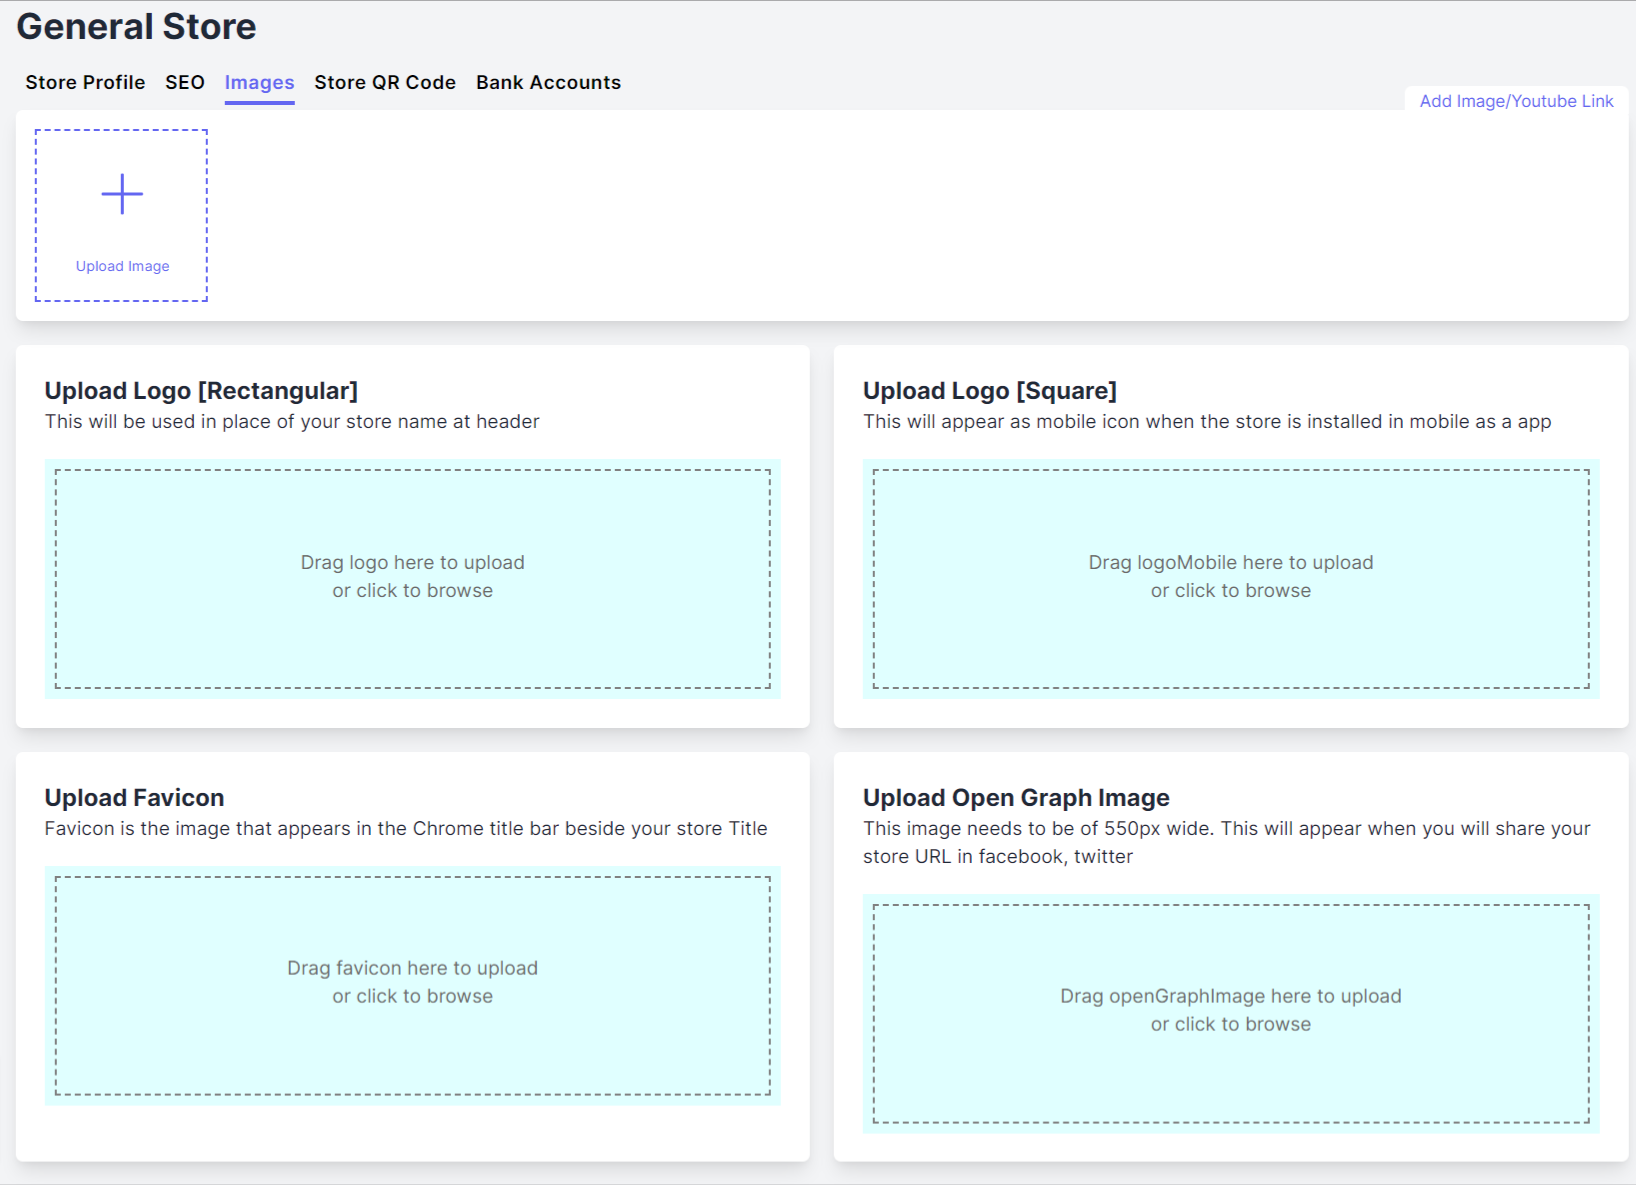 General Store
Store Profile SEO Images Store QR Code Bank Accounts
Add Image/Youtube Link
Upload Image
Upload Logo [Rectangular]
This will be used in place of your store name at header
Drag logo here to upload
or click to browse
Upload Logo [Square]
This will appear as mobile icon when the store is installed in mobile as a app
Drag logoMobile here to upload
or click to browse
Upload Favicon
Favicon is the image that appears in the Chrome title bar beside your store Title
Drag favicon here to upload
or click to browse
Upload Open Graph Image
This image needs to be of 550px wide. This will appear when you will share your
store URL in facebook, twitter
Drag openGraphImage here to upload
or click to browse